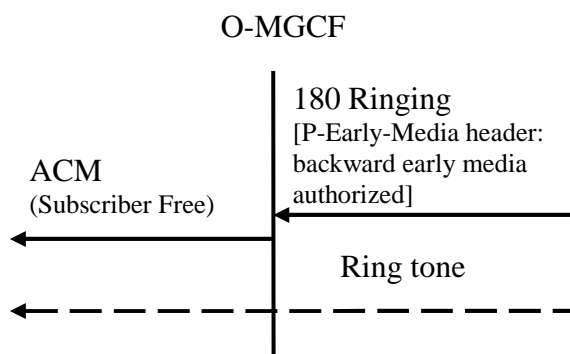 O-MGCF
180 Ringing
[P-Early-Media header:
backward early media
authorized]
ACM
(Subscriber Free)
Ring tone